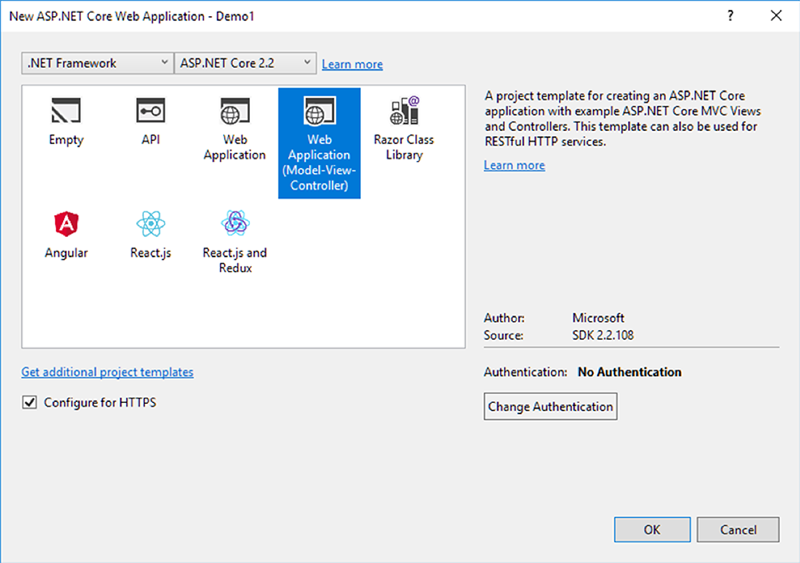 New ASP.NET Core Web Application - Demo1
?
.NET Framework
ASP.NET Core 2.2
Learn more
Empty
API
Web
Application
Web
Application
(Model-View-
Controller)
Razor Class
Library
Angular
React.js
React.js and
Redux
A project template for creating an ASP.NET Core
application with example ASP.NET Core MVC Views
and Controllers. This template can also be used for
RESTful HTTP services.
Learn more
Author: Microsoft
Source: SDK 2.2.108
Get additional project templates
Configure for HTTPS
Authentication: No Authentication
Change Authentication
OK
Cancel